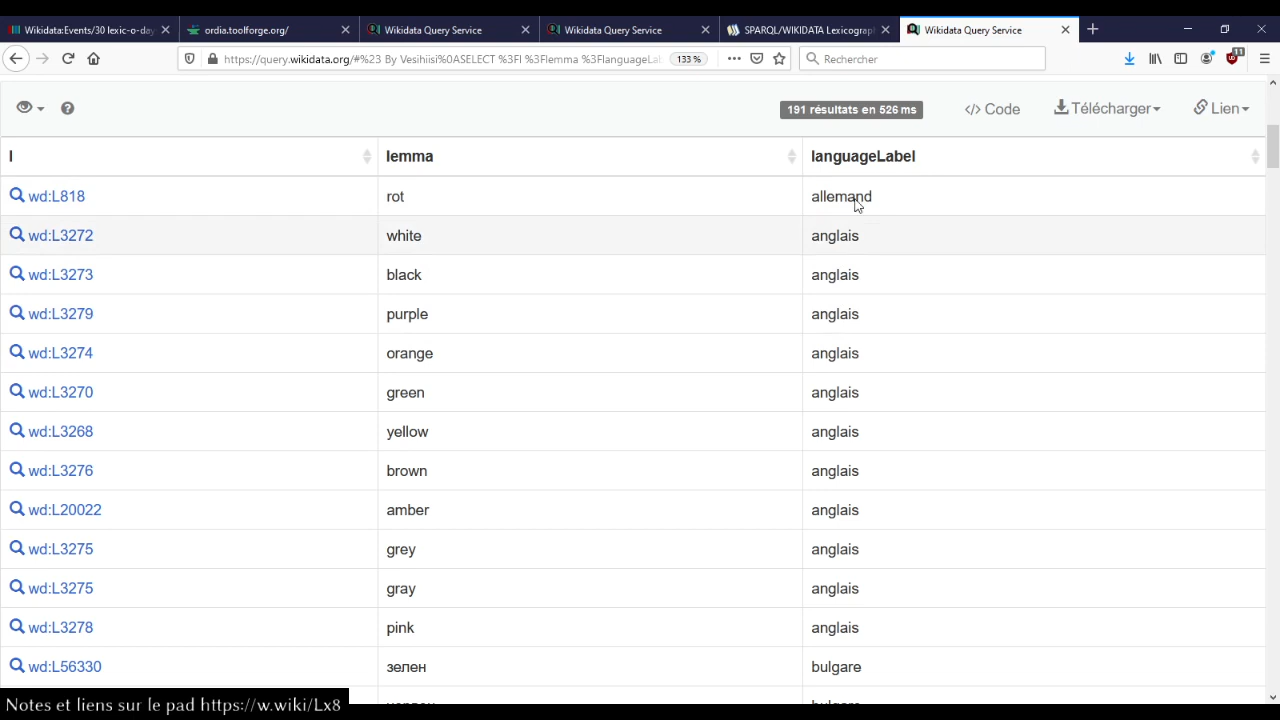 Wikidata:Events/30 lexic-o-day
ordia.toolforge.org/
Wikidata Query Service
Wikidata Query Service
SPARQL/WIKIDATA Lexicograph
Wikidata Query Service
https://query.wikidata.org/#%23 By Vesihiisi%0ASELECT %3Fl %3Flemma %3FlanguageLa
133 %
Rechercher
11
191 résultats en 526 ms
</> Code
Télécharger
Lien
l lemma languageLabel
wd:L818 rot allemand
wd:L3272 white anglais
wd:L3273 black anglais
wd:L3279 purple anglais
wd:L3274 orange anglais
wd:L3270 green anglais
wd:L3268 yellow anglais
wd:L3276 brown anglais
wd:L20022 amber anglais
wd:L3275 grey anglais
wd:L3275 gray anglais
wd:L3278 pink anglais
wd:L56330 зелен bulgare
Notes et liens sur le pad https://w.wiki/Lx8